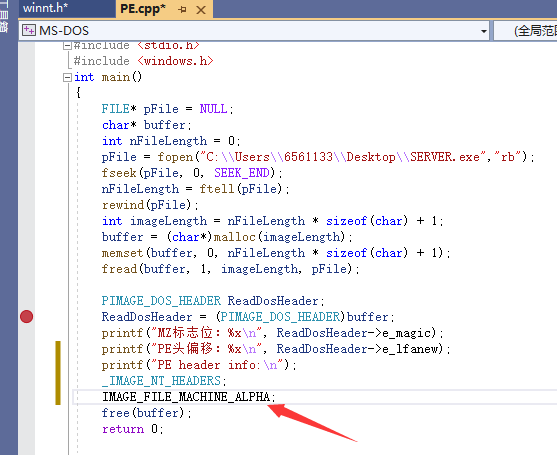 工具箱
winnt.h*
PE.cpp*
MS-DOS
(全局范围
#include <stdio.h>
#include <windows.h>
int main()
{
FILE* pFile = NULL;
char* buffer;
int nFileLength = 0;
pFile = fopen("C:\\Users\\6561133\\Desktop\\SERVER.exe","rb");
fseek(pFile, 0, SEEK_END);
nFileLength = ftell(pFile);
rewind(pFile);
int imageLength = nFileLength * sizeof(char) + 1;
buffer = (char*)malloc(imageLength);
memset(buffer, 0, nFileLength * sizeof(char) + 1);
fread(buffer, 1, imageLength, pFile);
PIMAGE_DOS_HEADER ReadDosHeader;
ReadDosHeader = (PIMAGE_DOS_HEADER)buffer;
printf("MZ标志位：%x\n", ReadDosHeader->e_magic);
printf("PE头偏移：%x\n", ReadDosHeader->e_lfanew);
printf("PE header info:\n");
_IMAGE_NT_HEADERS;
IMAGE_FILE_MACHINE_ALPHA;
free(buffer);
return 0;